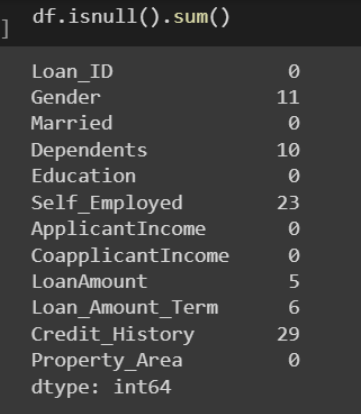 ]
df.isnull().sum()
Loan_ID 0
Gender 11
Married 0
Dependents 10
Education 0
Self_Employed 23
ApplicantIncome 0
CoapplicantIncome 0
LoanAmount 5
Loan_Amount_Term 6
Credit_History 29
Property_Area 0
dtype: int64